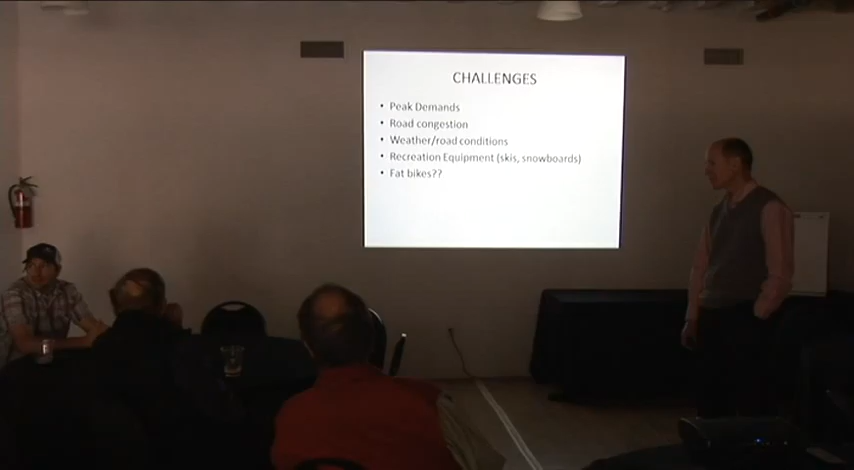 CHALLENGES
• Peak Demands
• Road congestion
• Weather/road conditions
• Recreation Equipment (skis, snowboards)
• Fat bikes??